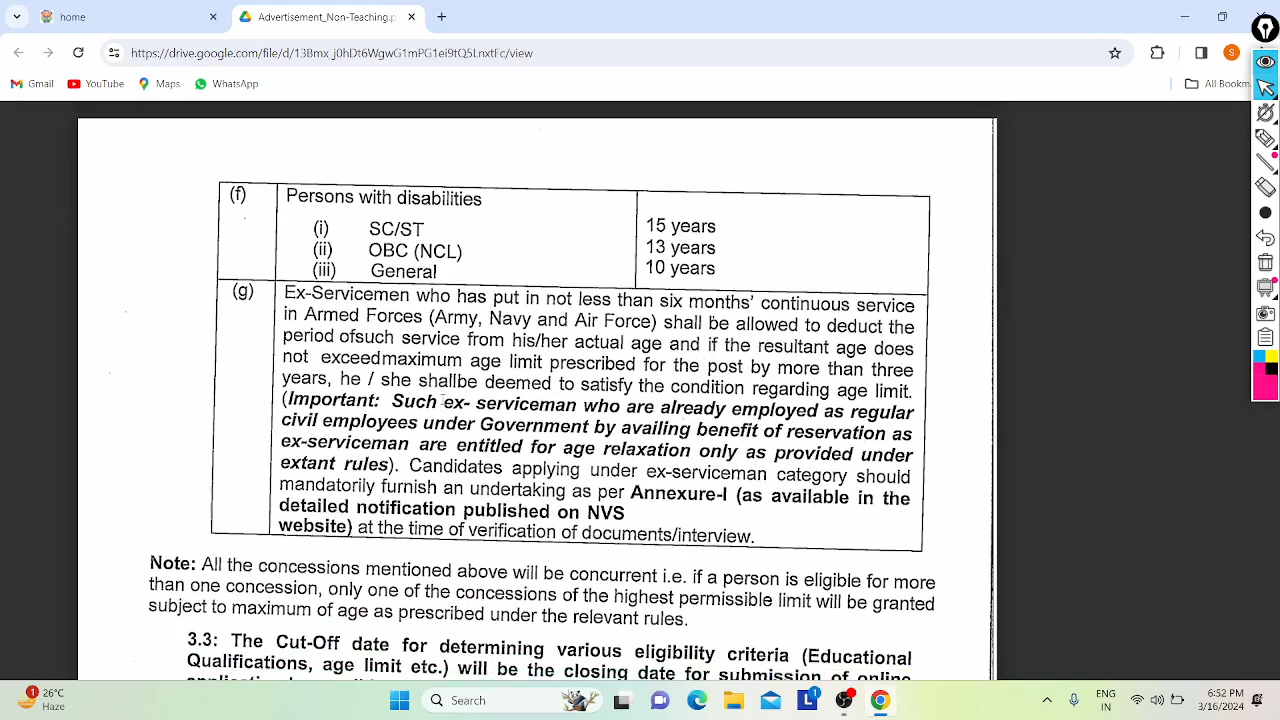 home
Advertisement_Non-Teaching.p
https://drive.google.com/file/d/13Bmx_j0hDt6WgwG1mPG1ei9tQ5LnxtFc/view
S
Gmail YouTube Maps WhatsApp All Bookm
(f) Persons with disabilities
(i) SC/ST 15 years
(ii) OBC (NCL) 13 years
(iii) General 10 years
(g) Ex-Servicemen who has put in not less than six months' continuous service
in Armed Forces (Army, Navy and Air Force) shall be allowed to deduct the
period ofsuch service from his/her actual age and if the resultant age does
not exceedmaximum age limit prescribed for the post by more than three
years, he / she shallbe deemed to satisfy the condition regarding age limit.
(Important: Such ex- serviceman who are already employed as regular
civil employees under Government by availing benefit of reservation as
ex-serviceman are entitled for age relaxation only as provided under
extant rules). Candidates applying under ex-serviceman category should
mandatorily furnish an undertaking as per Annexure-I (as available in the
detailed notification published on NVS
website) at the time of verification of documents/interview.
Note: All the concessions mentioned above will be concurrent i.e. if a person is eligible for more
than one concession, only one of the concessions of the highest permissible limit will be granted
subject to maximum of age as prescribed under the relevant rules.
3.3: The Cut-Off date for determining various eligibility criteria (Educational
Qualifications, age limit etc.) will be the closing date for submission of online
1
26°C
Haze
Search
1
ENG
IN
6:52 PM
3/16/2024